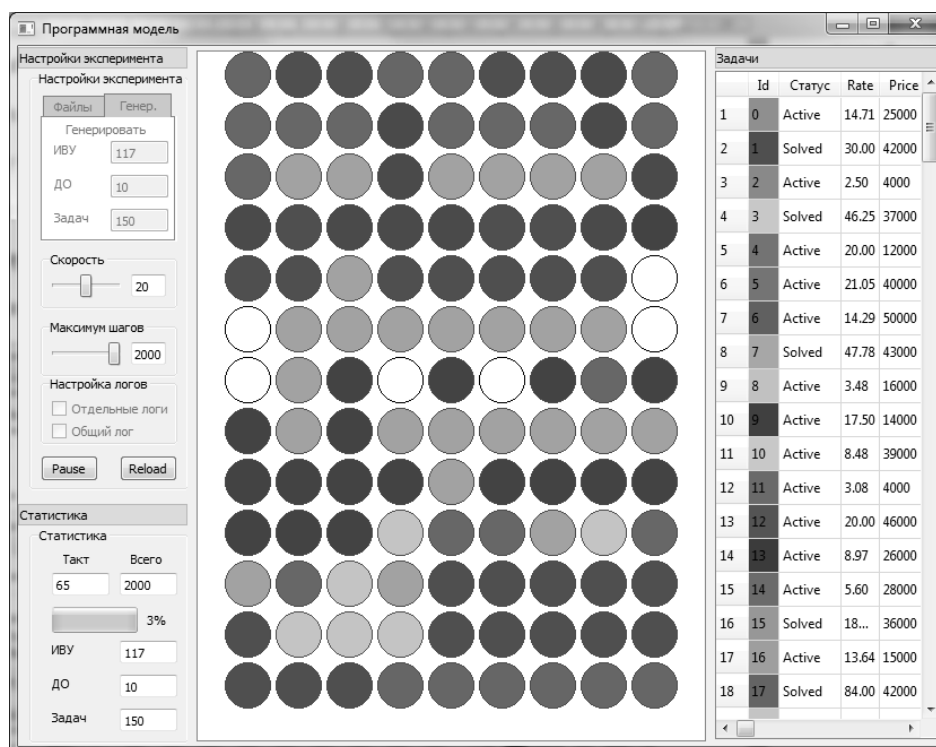 Программная модель
Настройки эксперимента
Настройки эксперимента
Файлы Генер.
Генерировать
ИВУ 117
ДО 10
Задач 150
Скорость
20
Максимум шагов
2000
Настройка логов
Отдельные логи
Общий лог
Pause Reload
Статистика
Статистика
Такт Всего
65 2000
3%
ИВУ 117
ДО 10
Задач 150
Задачи
Id Статус Rate Price
1 0 Active 14.71 25000
2 1 Solved 30.00 42000
3 2 Active 2.50 4000
4 3 Solved 46.25 37000
5 4 Active 20.00 12000
6 5 Active 21.05 40000
7 6 Active 14.29 50000
8 7 Solved 47.78 43000
9 8 Active 3.48 16000
10 9 Active 17.50 14000
11 10 Active 8.48 39000
12 11 Active 3.08 4000
13 12 Active 20.00 46000
14 13 Active 8.97 26000
15 14 Active 5.60 28000
16 15 Solved 18... 36000
17 16 Active 13.64 15000
18 17 Solved 84.00 42000